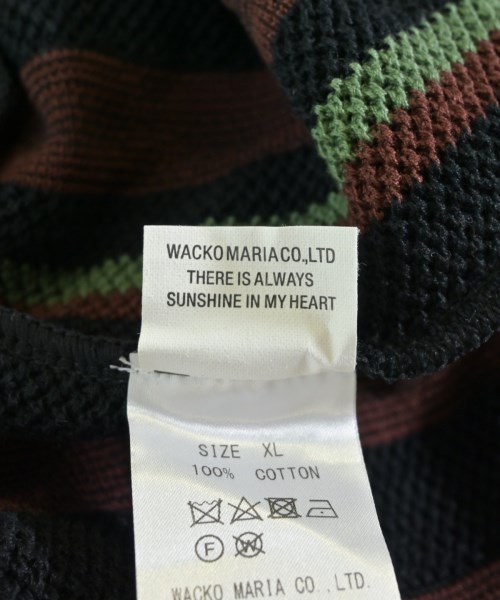 WACKO MARIA CO.,LTD
THERE IS ALWAYS
SUNSHINE IN MY HEART
SIZE XL
100% COTTON
F W
WACKO MARIA CO.,LTD.